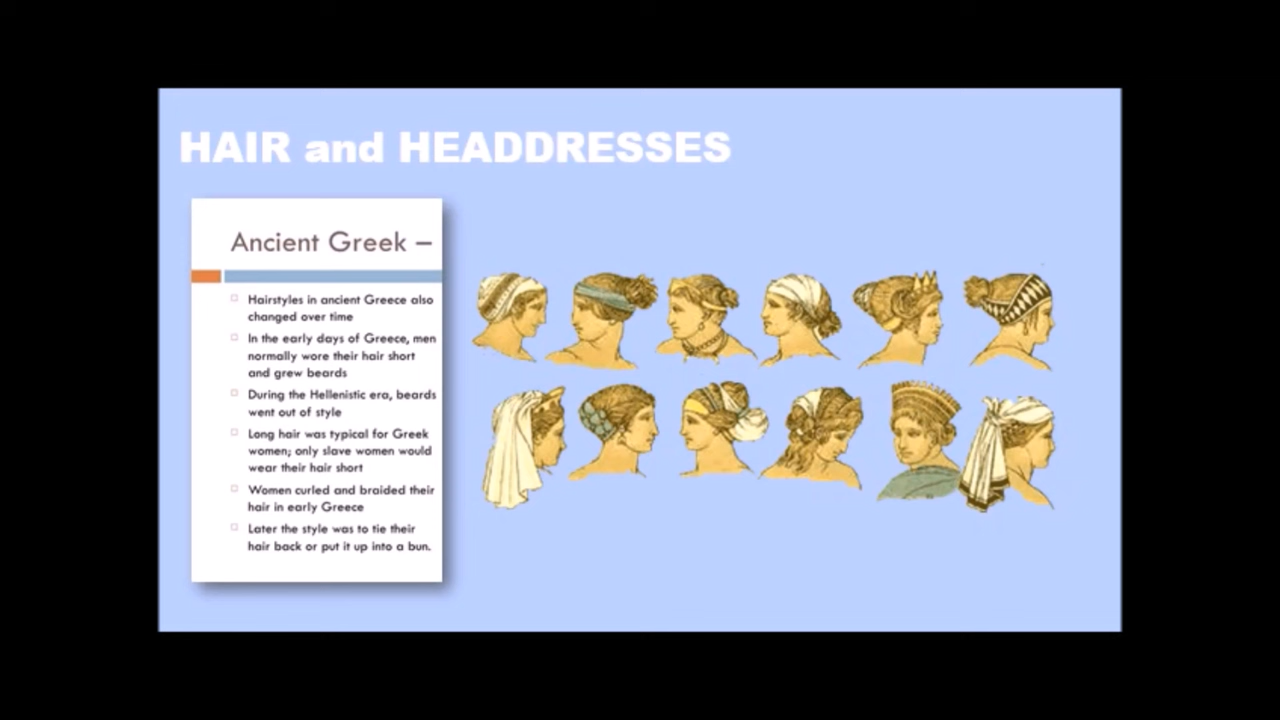 HAIR and HEADDRESSES
Ancient Greek –
Hairstyles in ancient Greece also
changed over time
In the early days of Greece, men
normally wore their hair short
and grew beards
During the Hellenistic era, beards
went out of style
Long hair was typical for Greek
women; only slave women would
wear their hair short
Women curled and braided their
hair in early Greece
Later the style was to tie their
hair back or put it up into a bun.